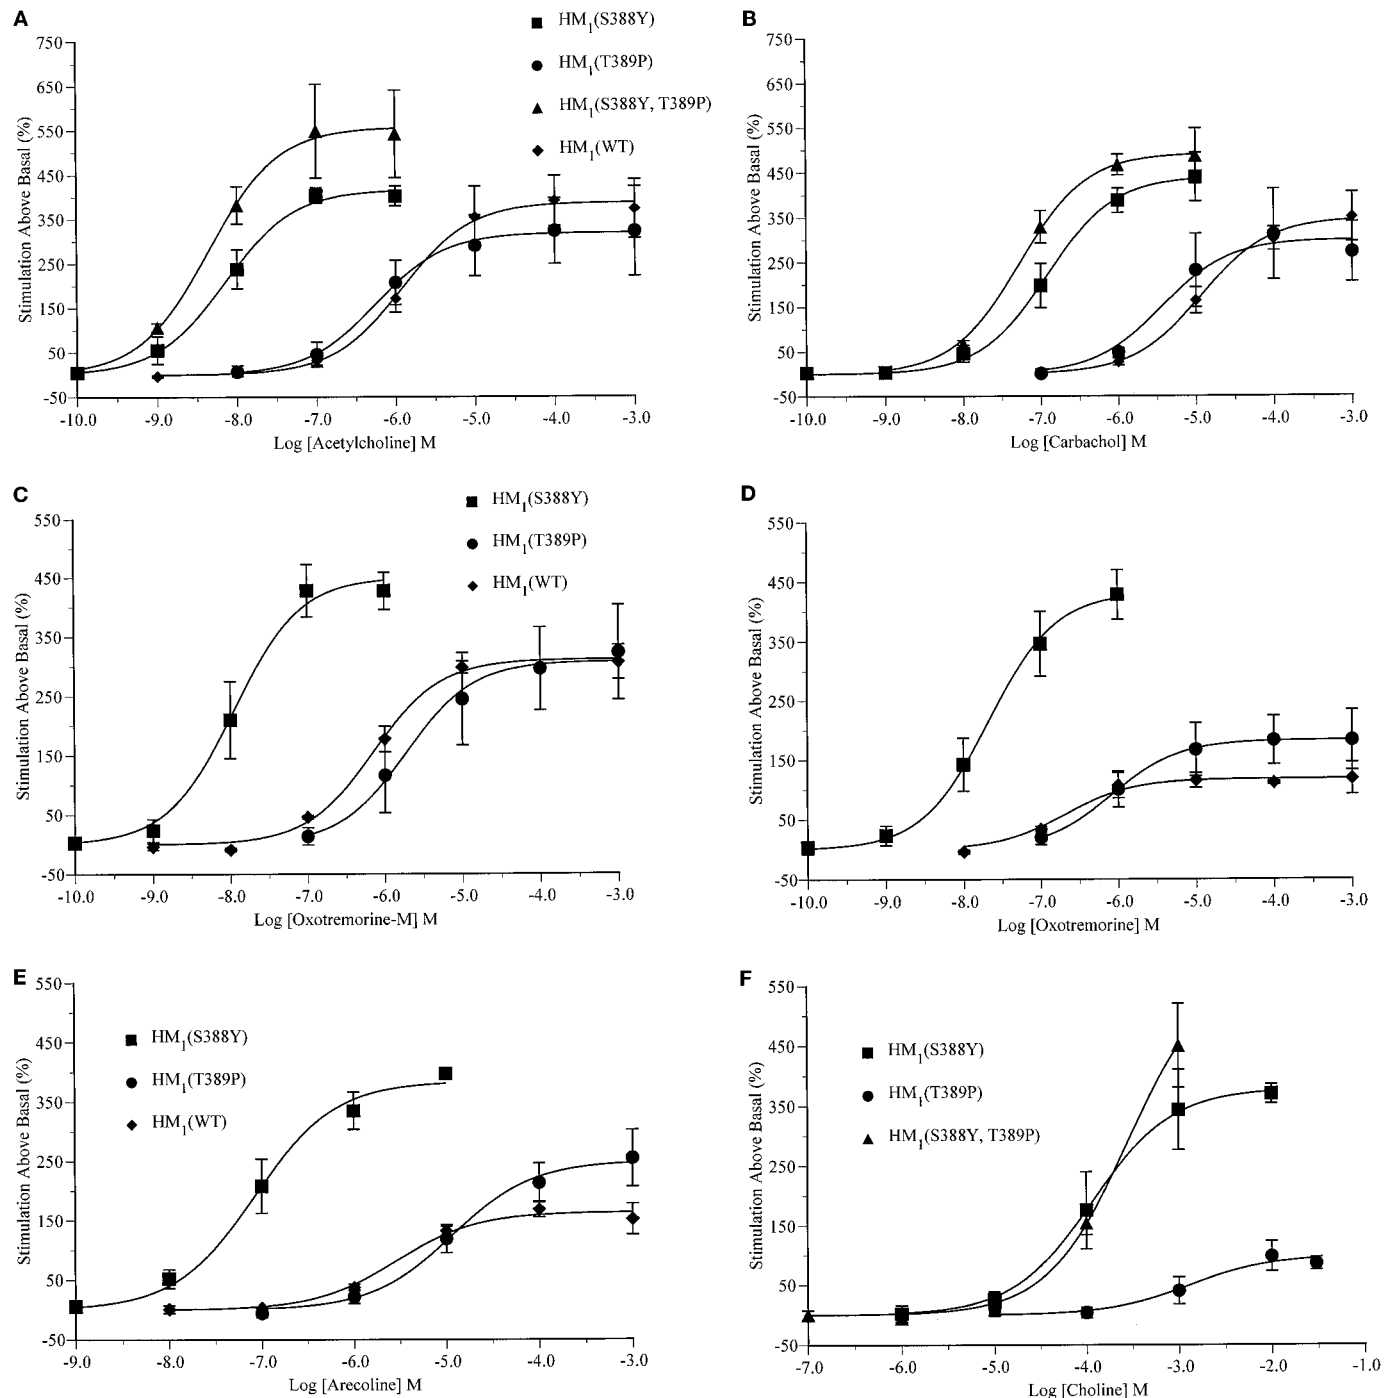 A
HM1(S388Y)
HM1(T389P)
HM1(S388Y, T389P)
HM1(WT)
Stimulation Above Basal (%)
750
650
550
450
350
250
150
50
-50
-10.0 -9.0 -8.0 -7.0 -6.0 -5.0 -4.0 -3.0
Log [Acetylcholine] M
B
Stimulation Above Basal (%)
750
650
550
450
350
250
150
50
-50
-10.0 -9.0 -8.0 -7.0 -6.0 -5.0 -4.0 -3.0
Log [Carbachol] M
C
HM1(S388Y)
HM1(T389P)
HM1(WT)
Stimulation Above Basal (%)
550
450
350
250
150
50
-50
-10.0 -9.0 -8.0 -7.0 -6.0 -5.0 -4.0 -3.0
Log [Oxotremorine-M] M
D
Stimulation Above Basal (%)
550
450
350
250
150
50
-50
-10.0 -9.0 -8.0 -7.0 -6.0 -5.0 -4.0 -3.0
Log [Oxotremorine] M
E
HM1(S388Y)
HM1(T389P)
HM1(WT)
Stimulation Above Basal (%)
550
450
350
250
150
50
-50
-9.0 -8.0 -7.0 -6.0 -5.0 -4.0 -3.0
Log [Arecoline] M
F
HM1(S388Y)
HM1(T389P)
HM1(S388Y, T389P)
Stimulation Above Basal (%)
550
450
350
250
150
50
-50
-7.0 -6.0 -5.0 -4.0 -3.0 -2.0 -1.0
Log [Choline] M